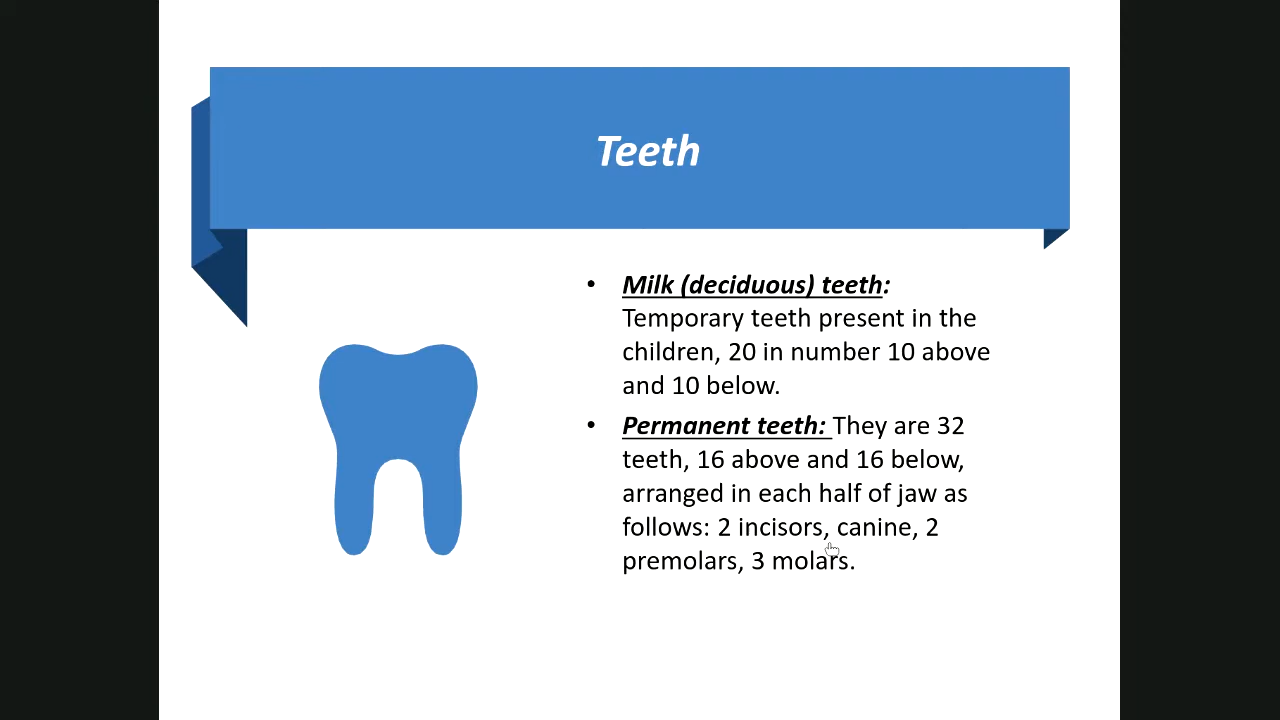 Teeth
• Milk (deciduous) teeth:
Temporary teeth present in the
children, 20 in number 10 above
and 10 below.
• Permanent teeth: They are 32
teeth, 16 above and 16 below,
arranged in each half of jaw as
follows: 2 incisors, canine, 2
premolars, 3 molars.